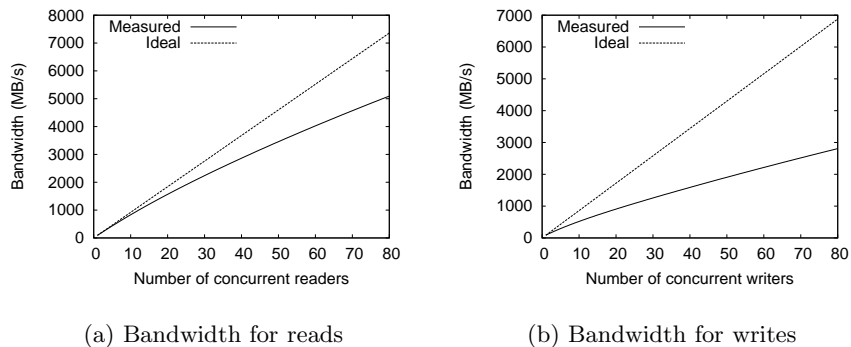 8000
7000
6000
5000
4000
3000
2000
1000
0
Bandwidth (MB/s)
Measured
Ideal
0 10 20 30 40 50 60 70 80
Number of concurrent readers
(a) Bandwidth for reads
7000
6000
5000
4000
3000
2000
1000
0
Bandwidth (MB/s)
Measured
Ideal
0 10 20 30 40 50 60 70 80
Number of concurrent writers
(b) Bandwidth for writes